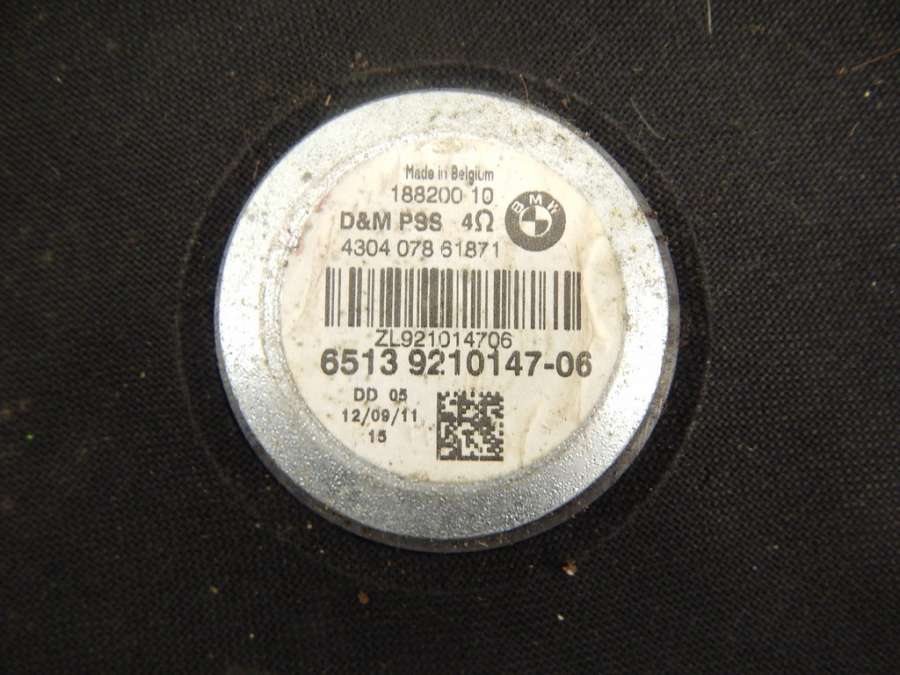 Made in Belgium
188200 10
BMW
D&M PSS 4Ω
4304 078 61871
ZL921014706
6513 9210147-06
DD 05
12/09/11
15